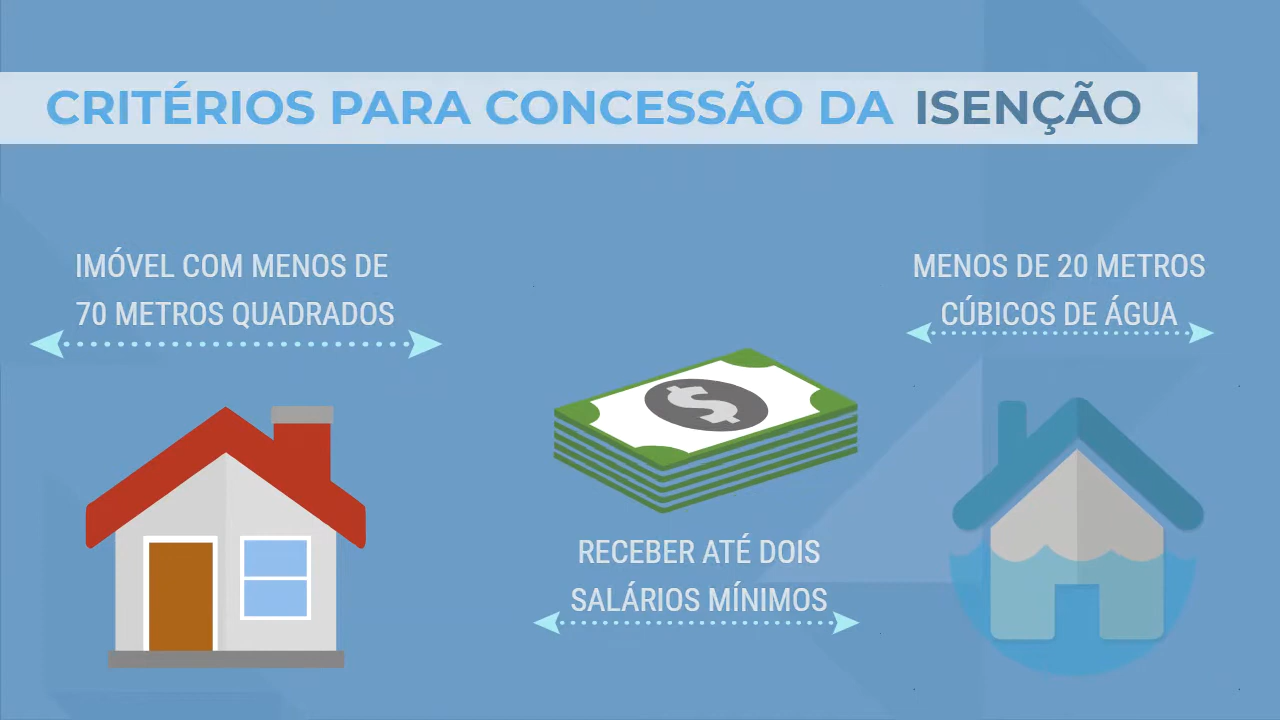 CRITÉRIOS PARA CONCESSÃO DA ISENÇÃO
IMÓVEL COM MENOS DE
70 METROS QUADRADOS
RECEBER ATÉ DOIS
SALÁRIOS MÍNIMOS
MENOS DE 20 METROS
CÚBICOS DE ÁGUA